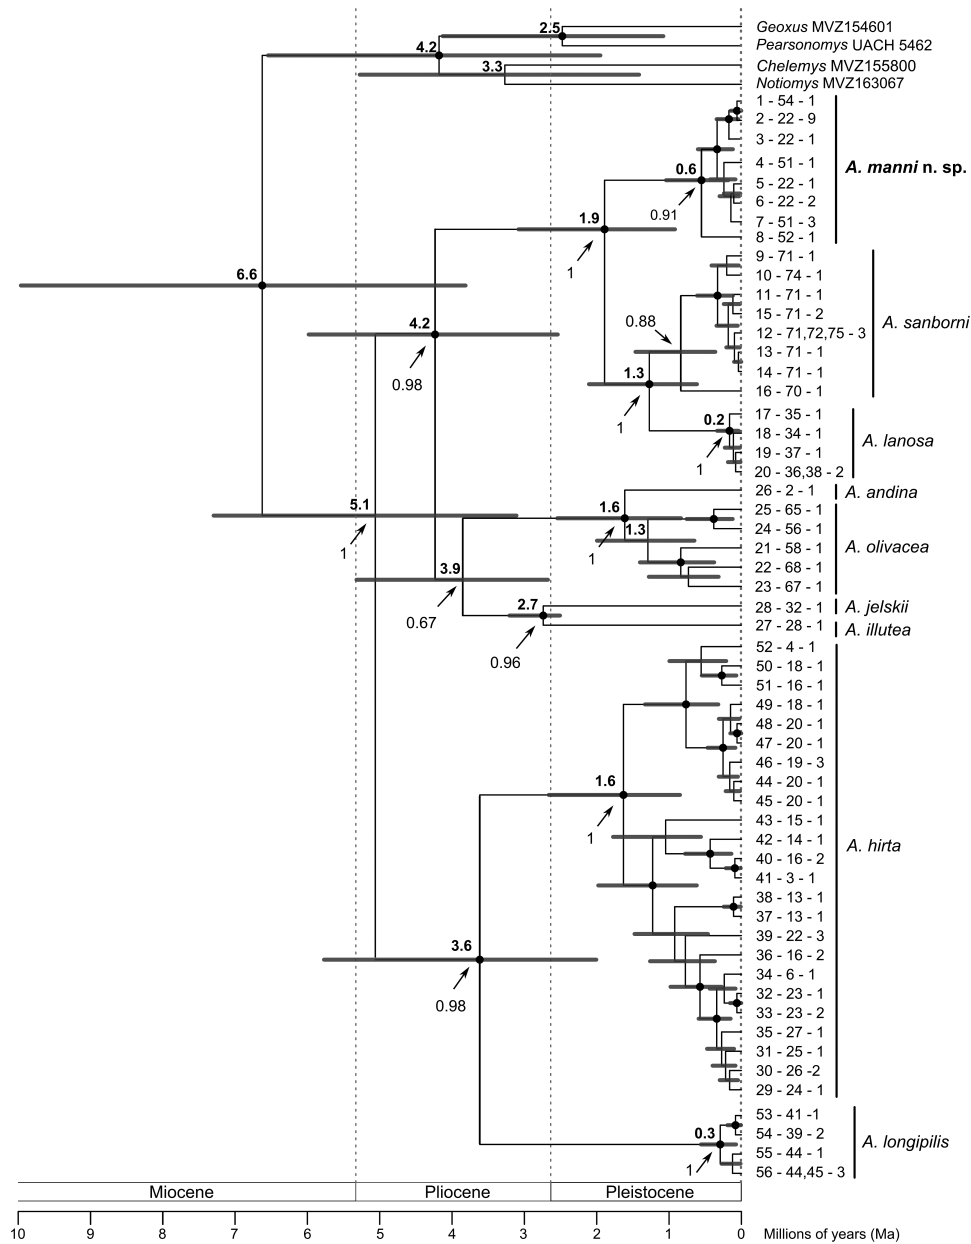 Geoxus MVZ154601
2.5
Pearsonomys UACH 5462
4.2
Chelemys MVZ155800
3.3
Notiomys MVZ163067
1 - 54 - 1
2 - 22 - 9
3 - 22 - 1
4 - 51 - 1
A. manni n. sp.
0.6
5 - 22 - 1
6 - 22 - 2
0.91
1.9
7 - 51 - 3
8 - 52 - 1
9 - 71 - 1
1
10 - 74 - 1
6.6
11 - 71 - 1
15 - 71 - 2
4.2
0.88
A. sanborni
12 - 71,72,75 - 3
13 - 71 - 1
14 - 71 - 1
1.3
0.98
16 - 70 - 1
17 - 35 - 1
0.2
1
18 - 34 - 1
A. lanosa
19 - 37 - 1
1
20 - 36,38 - 2
26 - 2 - 1
A. andina
5.1
1.6
25 - 65 - 1
24 - 56 - 1
1.3
1
21 - 58 - 1
A. olivacea
1
3.9
22 - 68 - 1
23 - 67 - 1
2.7
28 - 32 - 1
A. jelskii
0.67
27 - 28 - 1
A. illutea
52 - 4 - 1
0.96
50 - 18 - 1
51 - 16 - 1
49 - 18 - 1
48 - 20 - 1
47 - 20 - 1
46 - 19 - 3
1.6
44 - 20 - 1
45 - 20 - 1
43 - 15 - 1
1
42 - 14 - 1
A. hirta
40 - 16 - 2
41 - 3 - 1
38 - 13 - 1
37 - 13 - 1
39 - 22 - 3
3.6
36 - 16 - 2
34 - 6 - 1
32 - 23 - 1
0.98
33 - 23 - 2
35 - 27 - 1
31 - 25 - 1
30 - 26 -2
29 - 24 - 1
53 - 41 -1
0.3
54 - 39 - 2
A. longipilis
55 - 44 - 1
1
56 - 44,45 - 3
Miocene Pliocene Pleistocene
10 9 8 7 6 5 4 3 2 1 0 Millions of years (Ma)